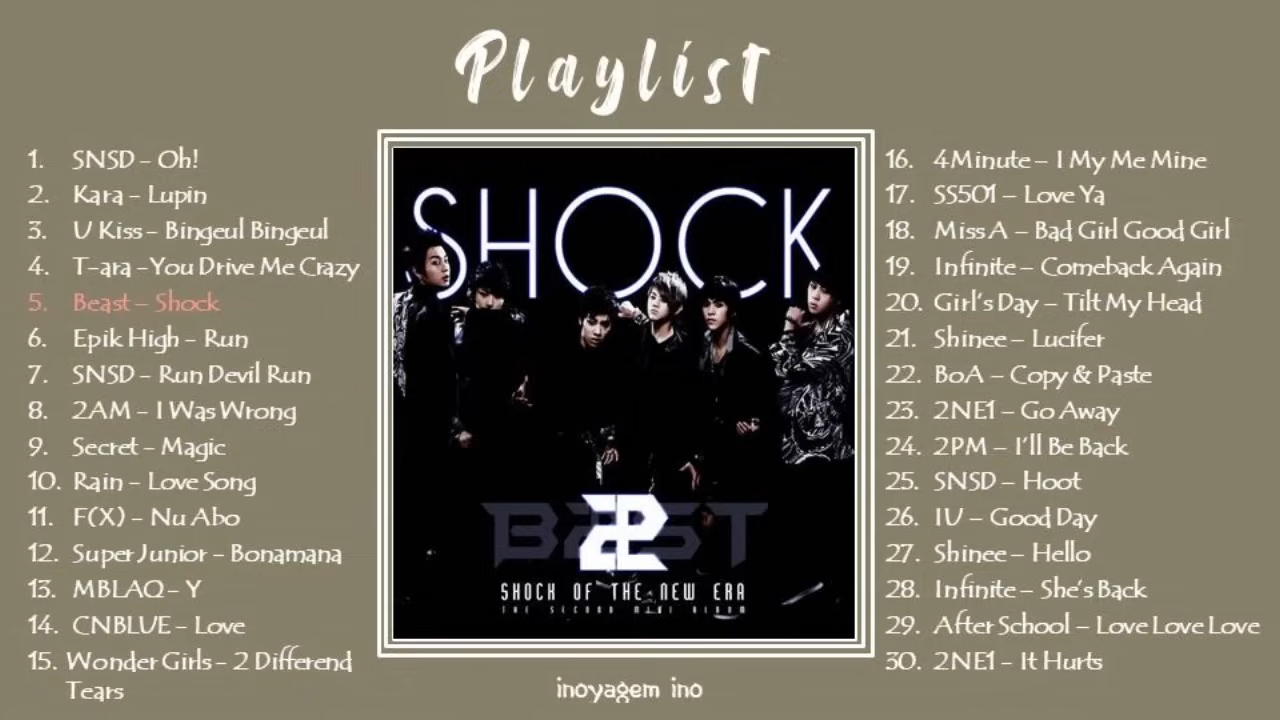 Playlist
1. SNSD – Oh!
2. Kara – Lupin
3. U Kiss – Bingeul Bingeul
4. T-ara –You Drive Me Crazy
5. Beast – Shock
6. Epik High – Run
7. SNSD – Run Devil Run
8. 2AM – I Was Wrong
9. Secret – Magic
10. Rain – Love Song
11. F(X) – Nu Abo
12. Super Junior – Bonamana
13. MBLAQ – Y
14. CNBLUE – Love
15. Wonder Girls – 2 Differend
Tears
SHOCK
BEAST
SHOCK OF THE NEW ERA
THE SECOND MINI ALBUM
inoyagem ino
16. 4Minute – I My Me Mine
17. SS501 – Love Ya
18. Miss A – Bad Girl Good Girl
19. Infinite – Comeback Again
20. Girl's Day – Tilt My Head
21. Shinee – Lucifer
22. BoA – Copy & Paste
23. 2NE1 – Go Away
24. 2PM – I'll Be Back
25. SNSD – Hoot
26. IU – Good Day
27. Shinee – Hello
28. Infinite – She's Back
29. After School – Love Love Love
30. 2NE1 – It Hurts